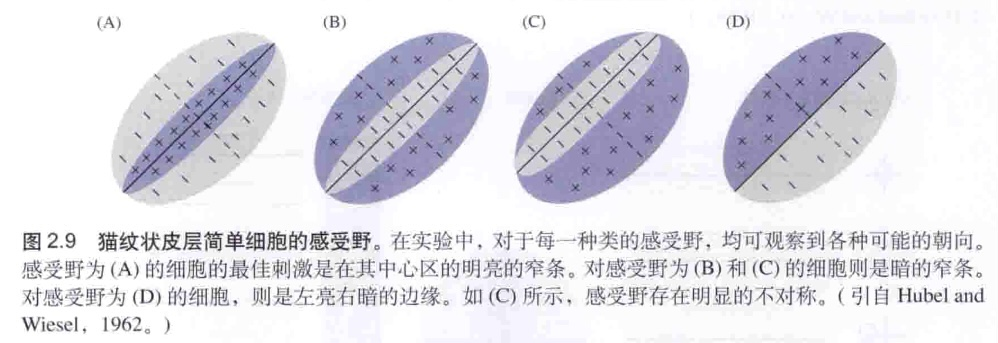 (A) (B) (C) (D)
图 2.9 猫纹状皮层简单细胞的感受野。在实验中，对于每一种类的感受野，均可观察到各种可能的朝向。
感受野为 (A) 的细胞的最佳刺激是在其中心区的明亮的窄条。对感受野为 (B) 和 (C) 的细胞则是暗的窄条。
对感受野为 (D) 的细胞，则是左亮右暗的边缘。如 (C) 所示，感受野存在明显的不对称。( 引自 Hubel and
Wiesel，1962。)